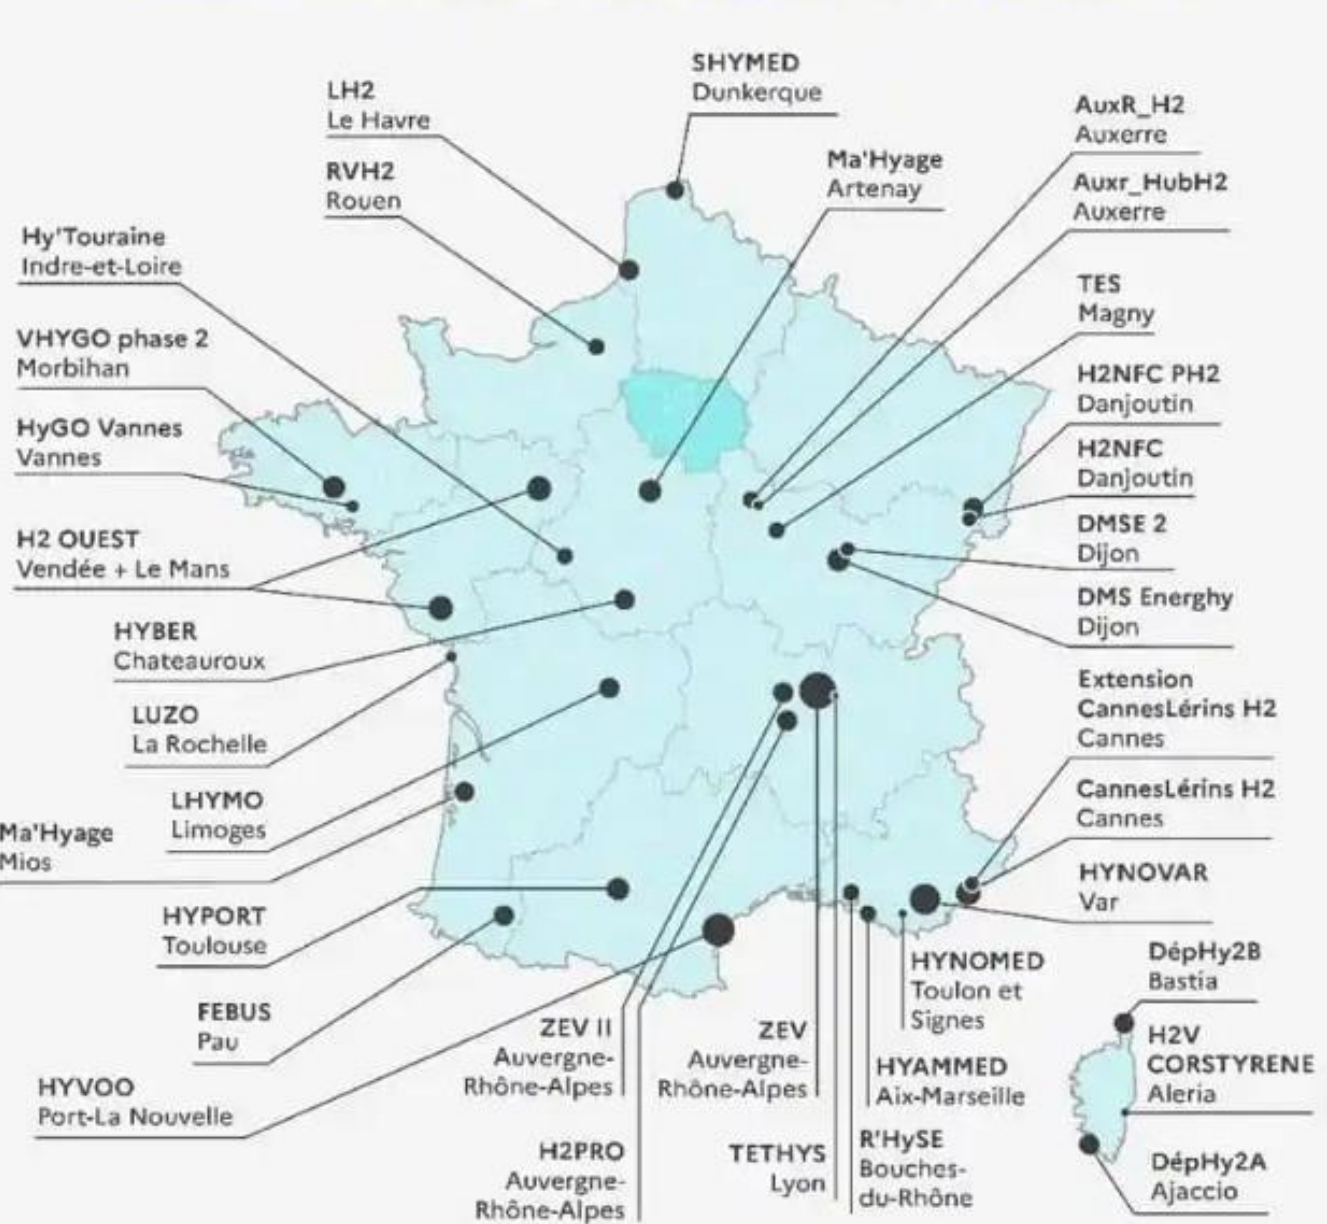 SHYMED
Dunkerque
LH2
Le Havre
RVH2
Rouen
Ma'Hyage
Artenay
AuxR_H2
Auxerre
Auxr_HubH2
Auxerre
Hy'Touraine
Indre-et-Loire
TES
Magny
VHYGO phase 2
Morbihan
H2NFC PH2
Danjoutin
HyGO Vannes
Vannes
H2NFC
Danjoutin
H2 OUEST
Vendée + Le Mans
DMSE 2
Dijon
DMS Energhy
Dijon
HYBER
Chateauroux
LUZO
La Rochelle
Extension
CannesLérins H2
Cannes
LHYMO
Limoges
CannesLérins H2
Cannes
Ma'Hyage
Mios
HYNOVAR
Var
HYPORT
Toulouse
FEBUS
Pau
HYVOO
Port-La Nouvelle
ZEV II
Auvergne-
Rhône-Alpes
H2PRO
Auvergne-
Rhône-Alpes
ZEV
Auvergne-
Rhône-Alpes
TETHYS
Lyon
HYNOMED
Toulon et
Signes
HYAMMED
Aix-Marseille
R'HySE
Bouches-
du-Rhône
DépHy2B
Bastia
H2V
CORSTYRENE
Aleria
DépHy2A
Ajaccio